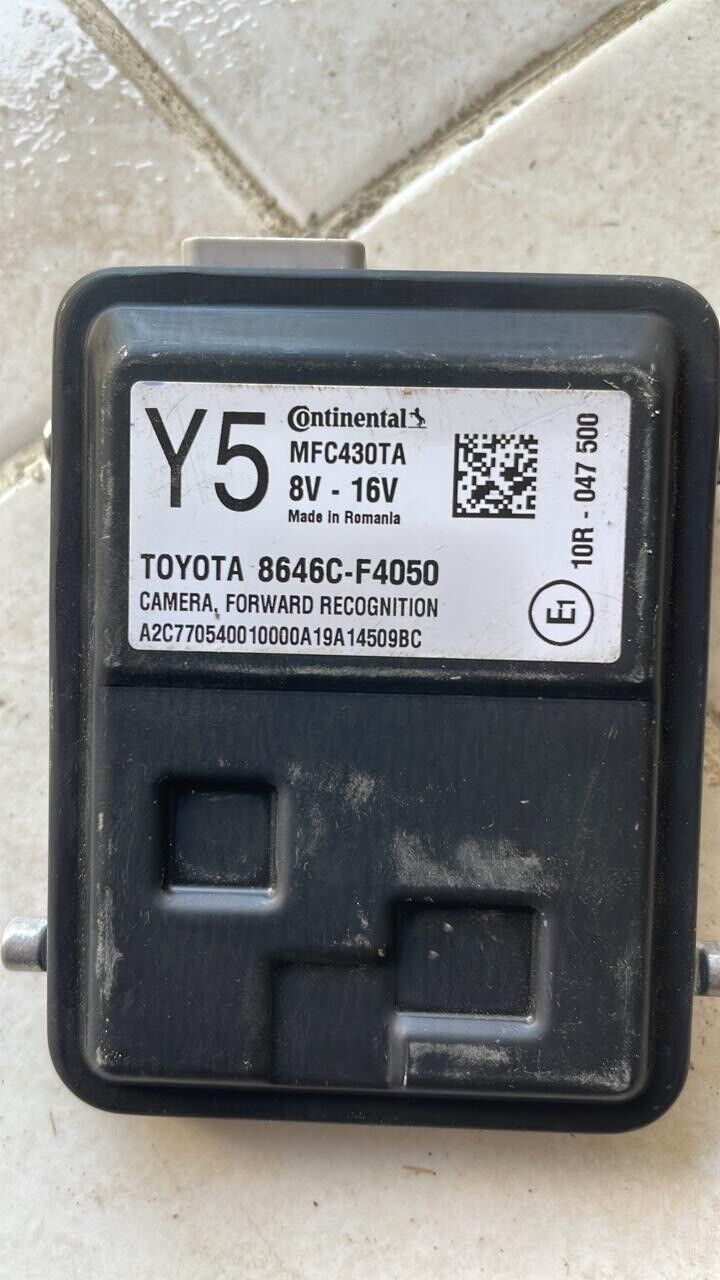 Y5
Continental
MFC430TA
8V - 16V
Made in Romania
TOYOTA 8646C-F4050
CAMERA, FORWARD RECOGNITION
A2C770540010000A19A14509BC
10R - 047 500
E1